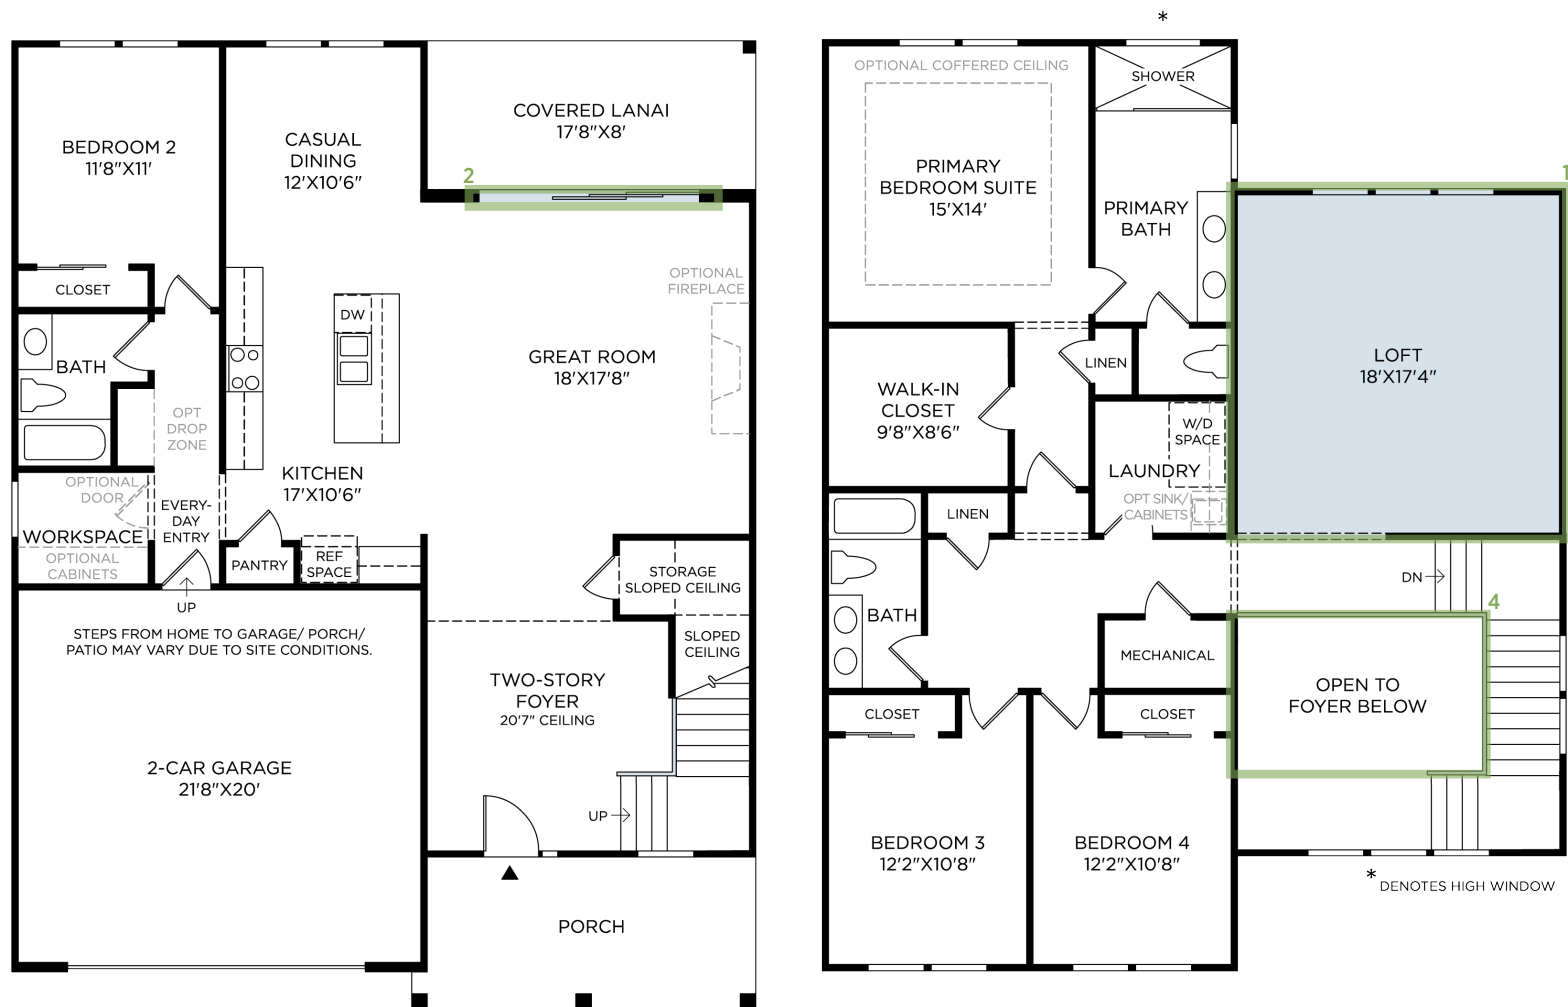 BEDROOM 2
11'8"X11'
CLOSET
CASUAL
DINING
12'X10'6"
COVERED LANAI
17'8"X8'
2
OPTIONAL
FIREPLACE
DW
GREAT ROOM
18'X17'8"
BATH
OPT
DROP
ZONE
KITCHEN
17'X10'6"
OPTIONAL
DOOR
WORKSPACE
OPTIONAL
CABINETS
EVERY-
DAY
ENTRY
PANTRY
REF
SPACE
UP
STORAGE
SLOPED CEILING
SLOPED
CEILING
STEPS FROM HOME TO GARAGE/ PORCH/
PATIO MAY VARY DUE TO SITE CONDITIONS.
TWO-STORY
FOYER
20'7" CEILING
2-CAR GARAGE
21'8"X20'
UP
PORCH
*
OPTIONAL COFFERED CEILING
SHOWER
PRIMARY
BEDROOM SUITE
15'X14'
PRIMARY
BATH
1
LOFT
18'X17'4"
LINEN
WALK-IN
CLOSET
9'8"X8'6"
W/D
SPACE
LAUNDRY
OPT SINK/
CABINETS
LINEN
DN
4
BATH
MECHANICAL
OPEN TO
FOYER BELOW
CLOSET
CLOSET
BEDROOM 3
12'2"X10'8"
BEDROOM 4
12'2"X10'8"
* DENOTES HIGH WINDOW